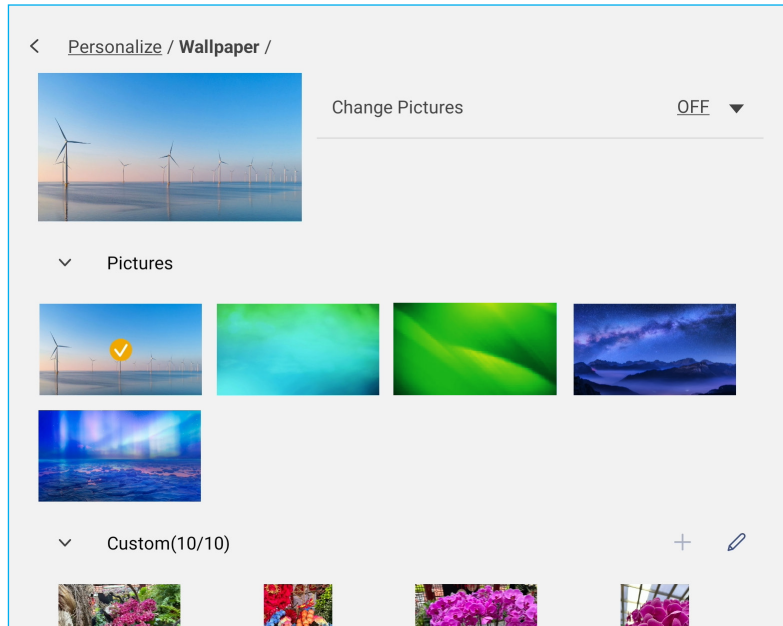 Personalize / Wallpaper /
Change Pictures OFF
Pictures
Custom(10/10)